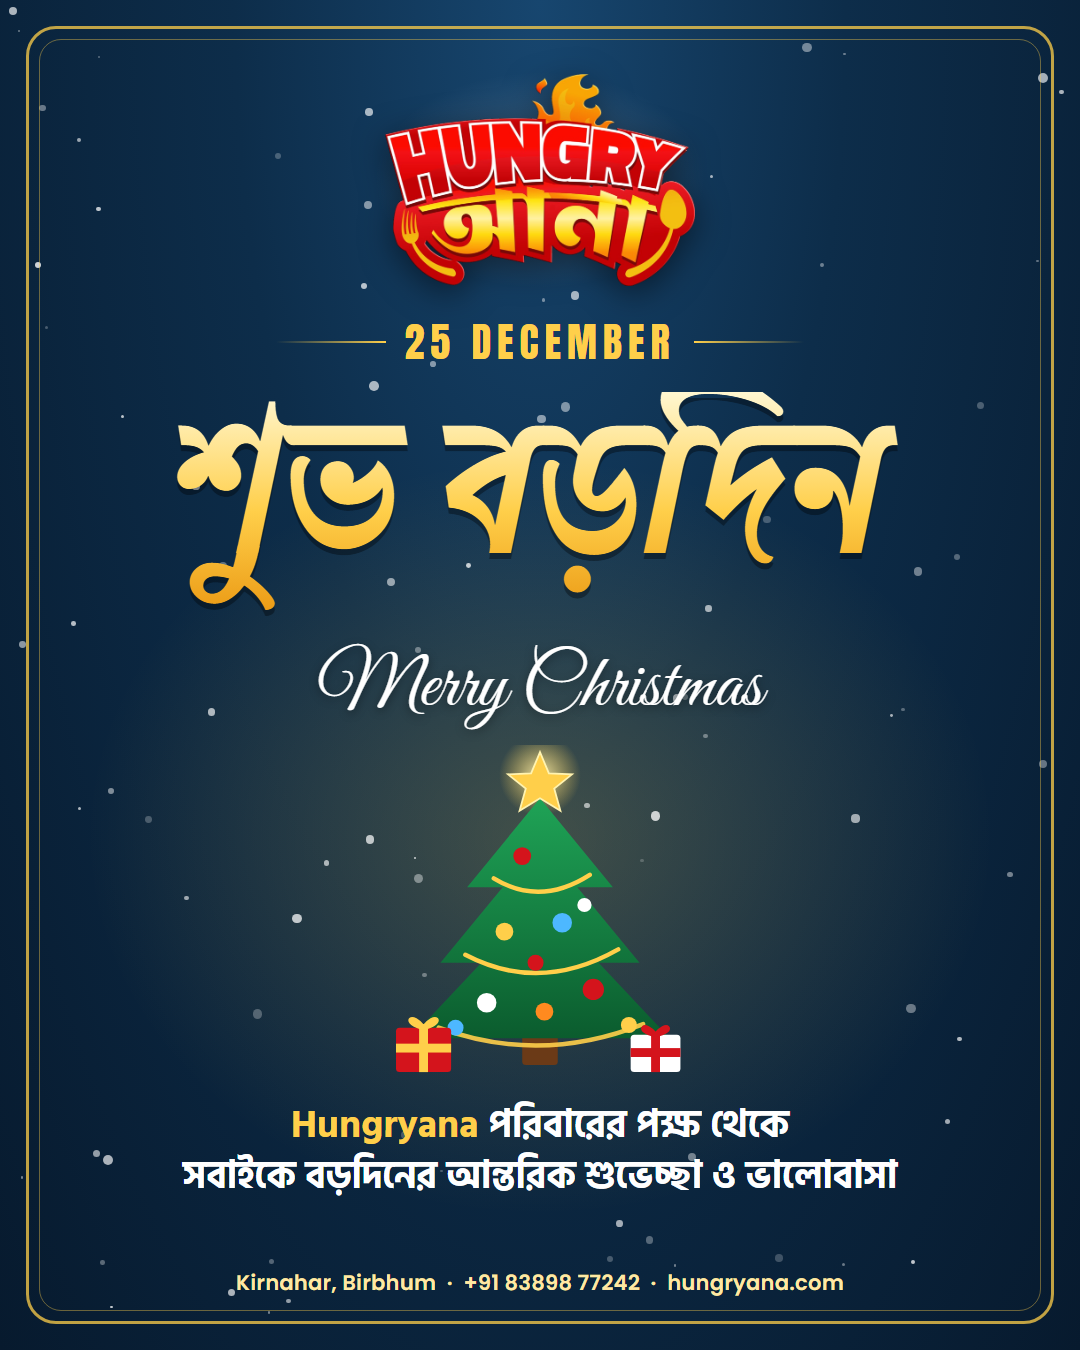 HUNGRY
আনা
25 DECEMBER
শুভ বড়দিন
Merry Christmas
Hungryana পরিবারের পক্ষ থেকে
সবাইকে বড়দিনের আন্তরিক শুভেচ্ছা ও ভালোবাসা
Kirnahar, Birbhum · +91 83898 77242 · hungryana.com